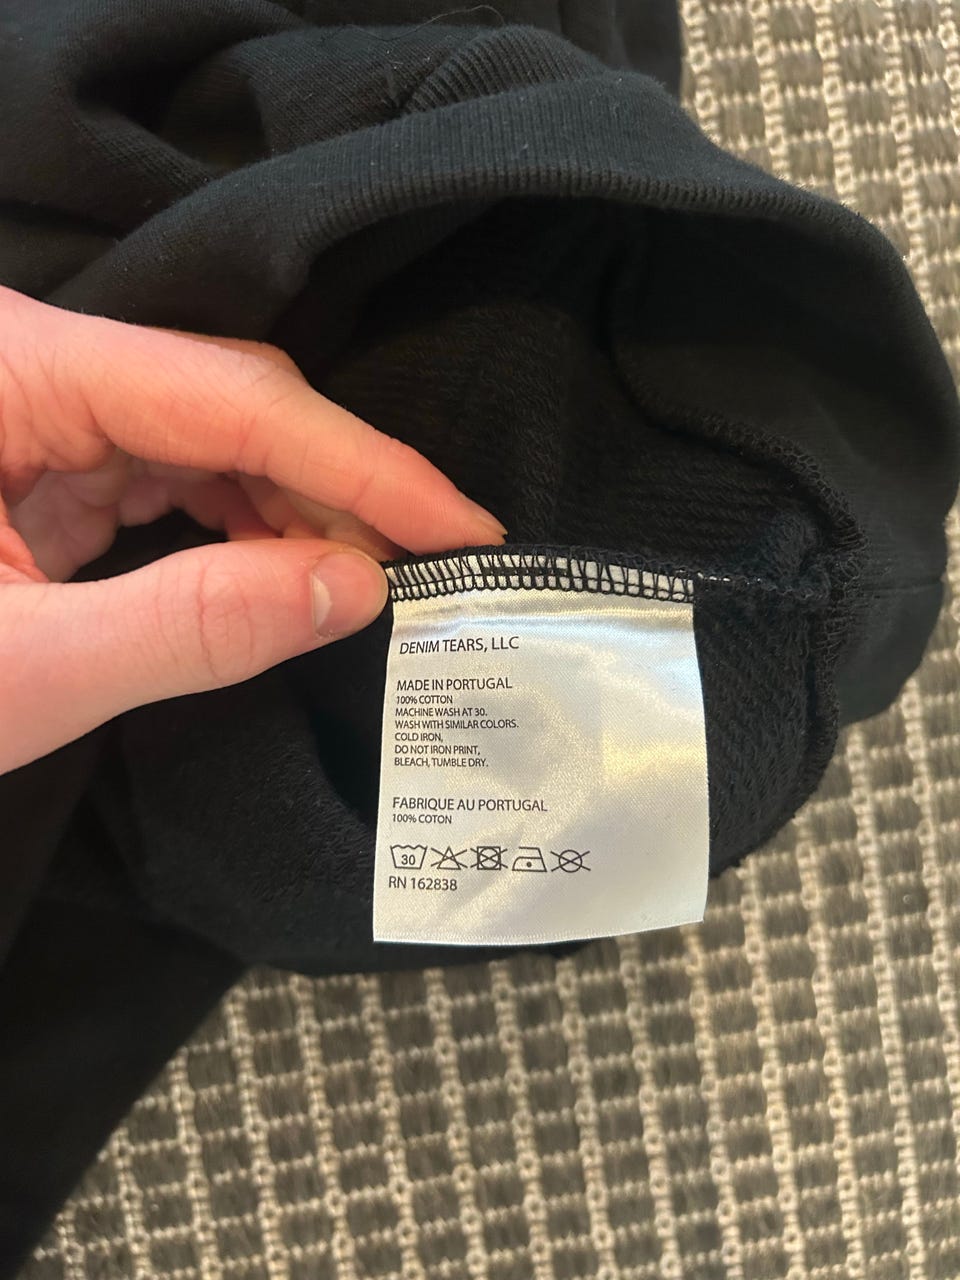 DENIM TEARS, LLC
MADE IN PORTUGAL
100% COTTON
MACHINE WASH AT 30.
WASH WITH SIMILAR COLORS.
COLD IRON,
DO NOT IRON PRINT,
BLEACH, TUMBLE DRY.
FABRIQUE AU PORTUGAL
100% COTON
30
RN 162838